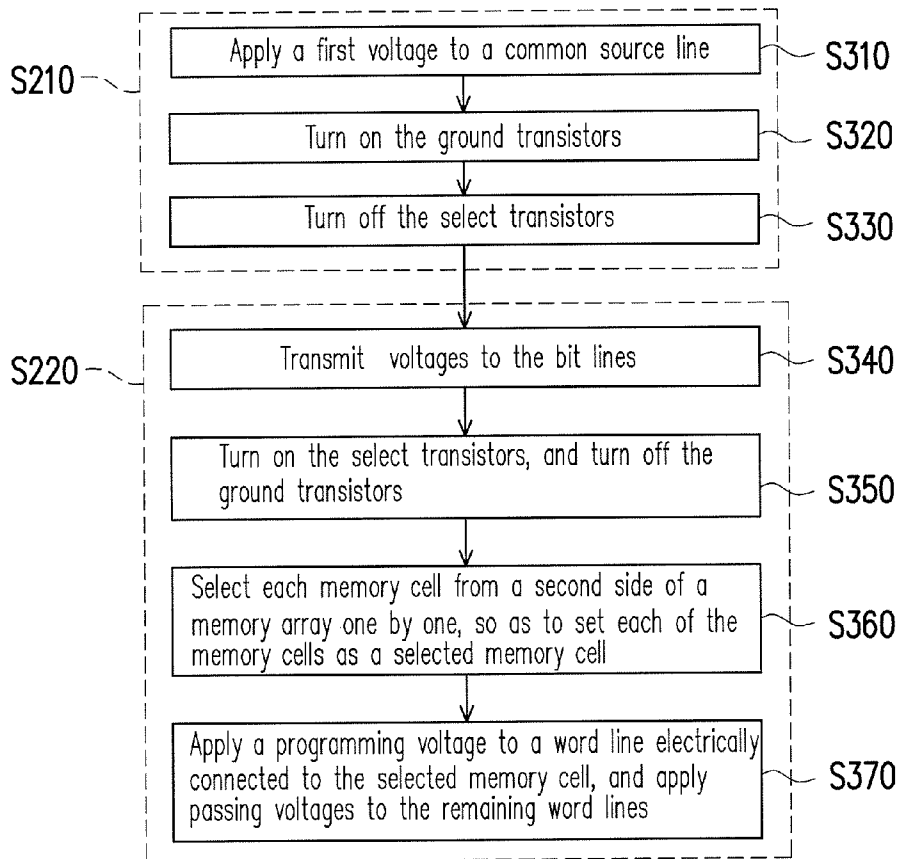 S210
Apply a first voltage to a common source line
S310
Turn on the ground transistors
S320
Turn off the select transistors
S330
S220
Transmit voltages to the bit lines
S340
Turn on the select transistors, and turn off the
ground transistors
S350
Select each memory cell from a second side of a
memory array one by one, so as to set each of the
memory cells as a selected memory cell
S360
Apply a programming voltage to a word line electrically
connected to the selected memory cell, and apply
passing voltages to the remaining word lines
S370